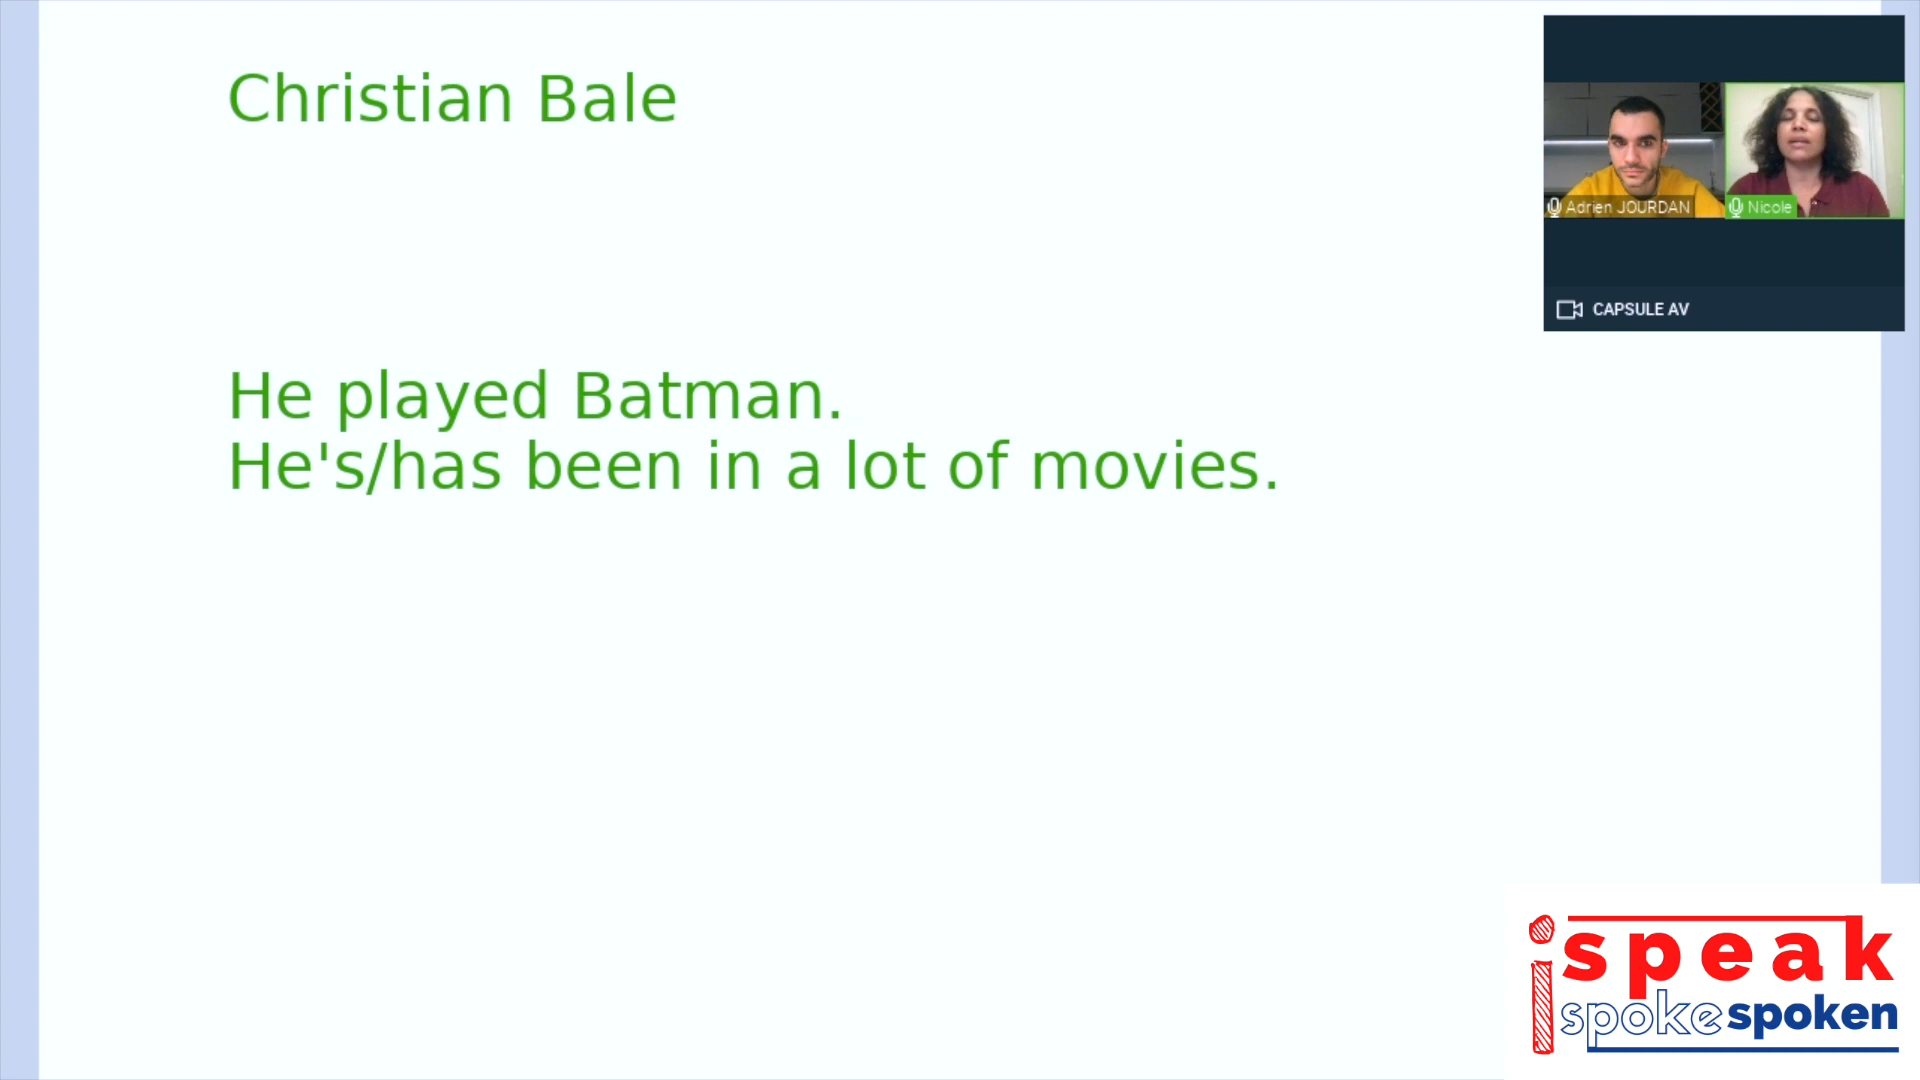 Christian Bale
He played Batman.
He's/has been in a lot of movies.
Adrien JOURDAN
Nicole
CAPSULE AV
i speak
spoke spoken